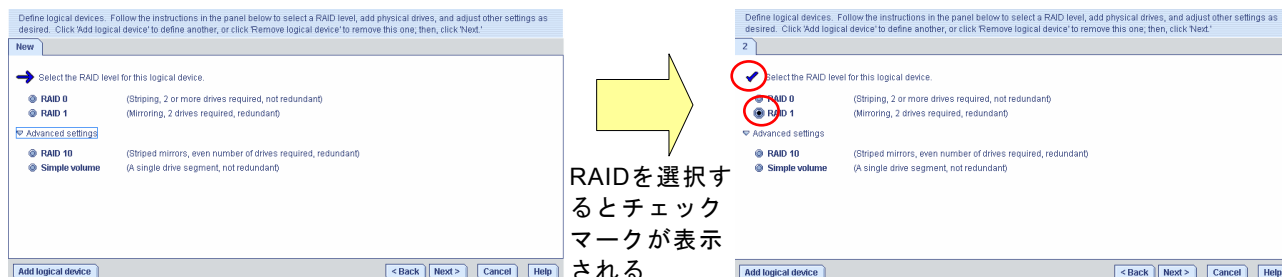 Define logical devices. Follow the instructions in the panel below to select a RAID level, add physical drives, and adjust other settings as
desired. Click 'Add logical device' to define another, or click 'Remove logical device' to remove this one; then, click 'Next.'
New
Select the RAID level for this logical device.
RAID 0 (Striping, 2 or more drives required, not redundant)
RAID 1 (Mirroring, 2 drives required, redundant)
Advanced settings
RAID 10 (Striped mirrors, even number of drives required, redundant)
Simple volume (A single drive segment, not redundant)
Add logical device < Back Next > Cancel Help
RAIDを選択す
るとチェック
マークが表示
される
Define logical devices. Follow the instructions in the panel below to select a RAID level, add physical drives, and adjust other settings as
desired. Click 'Add logical device' to define another, or click 'Remove logical device' to remove this one; then, click 'Next.'
2
Select the RAID level for this logical device.
RAID 0 (Striping, 2 or more drives required, not redundant)
RAID 1 (Mirroring, 2 drives required, redundant)
Advanced settings
RAID 10 (Striped mirrors, even number of drives required, redundant)
Simple volume (A single drive segment, not redundant)
Add logical device < Back Next > Cancel Help